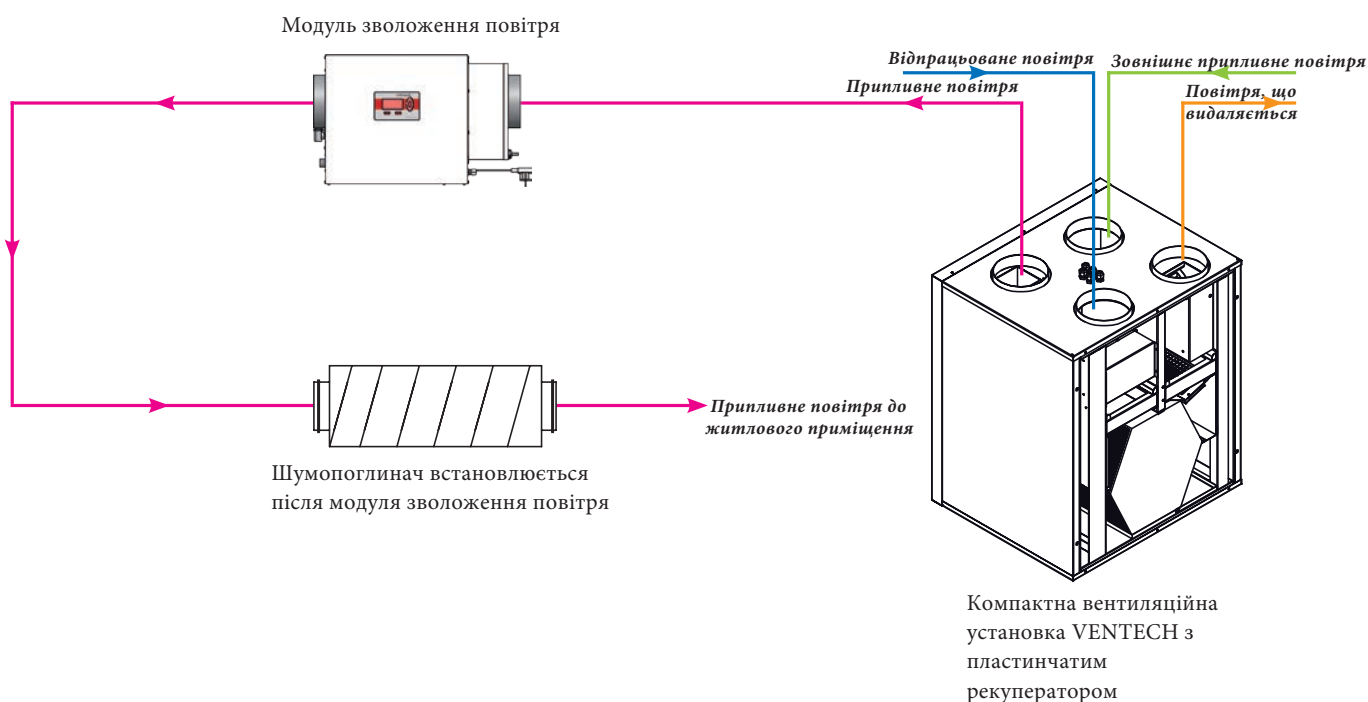 Модуль зволоження повітря
Відпрацьоване повітря
Зовнішнє припливне повітря
Припливне повітря
Повітря, що
видаляється
Припливне повітря до
житлового приміщення
Шумопоглинач встановлюється
після модуля зволоження повітря
Компактна вентиляційна
установка VENTECH з
пластинчатим
рекуператором